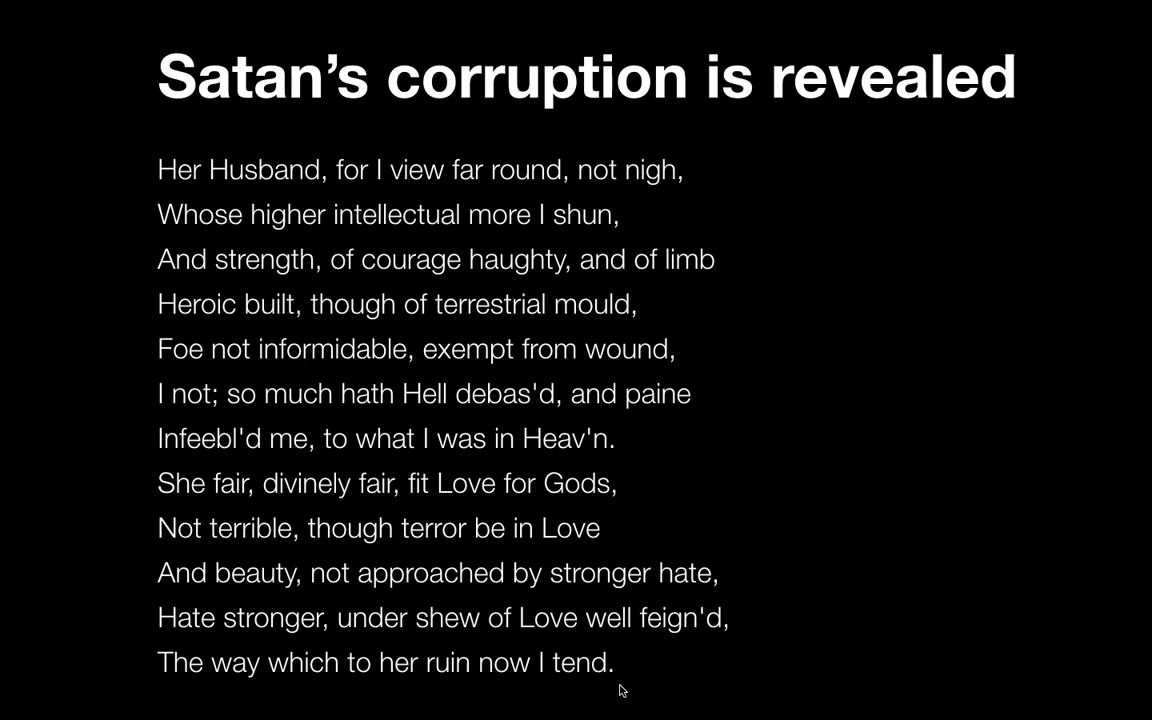 Satan’s corruption is revealed
Her Husband, for I view far round, not nigh,
Whose higher intellectual more I shun,
And strength, of courage haughty, and of limb
Heroic built, though of terrestrial mould,
Foe not informidable, exempt from wound,
I not; so much hath Hell debas'd, and paine
Infeebl'd me, to what I was in Heav'n.
She fair, divinely fair, fit Love for Gods,
Not terrible, though terror be in Love
And beauty, not approached by stronger hate,
Hate stronger, under shew of Love well feign'd,
The way which to her ruin now I tend.